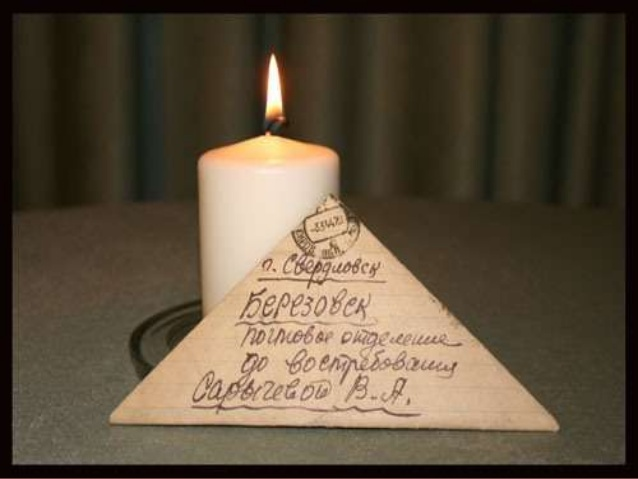 г. Свердловск
Березовск
почтовое отделение
до востребования
Сарычевой В.А.